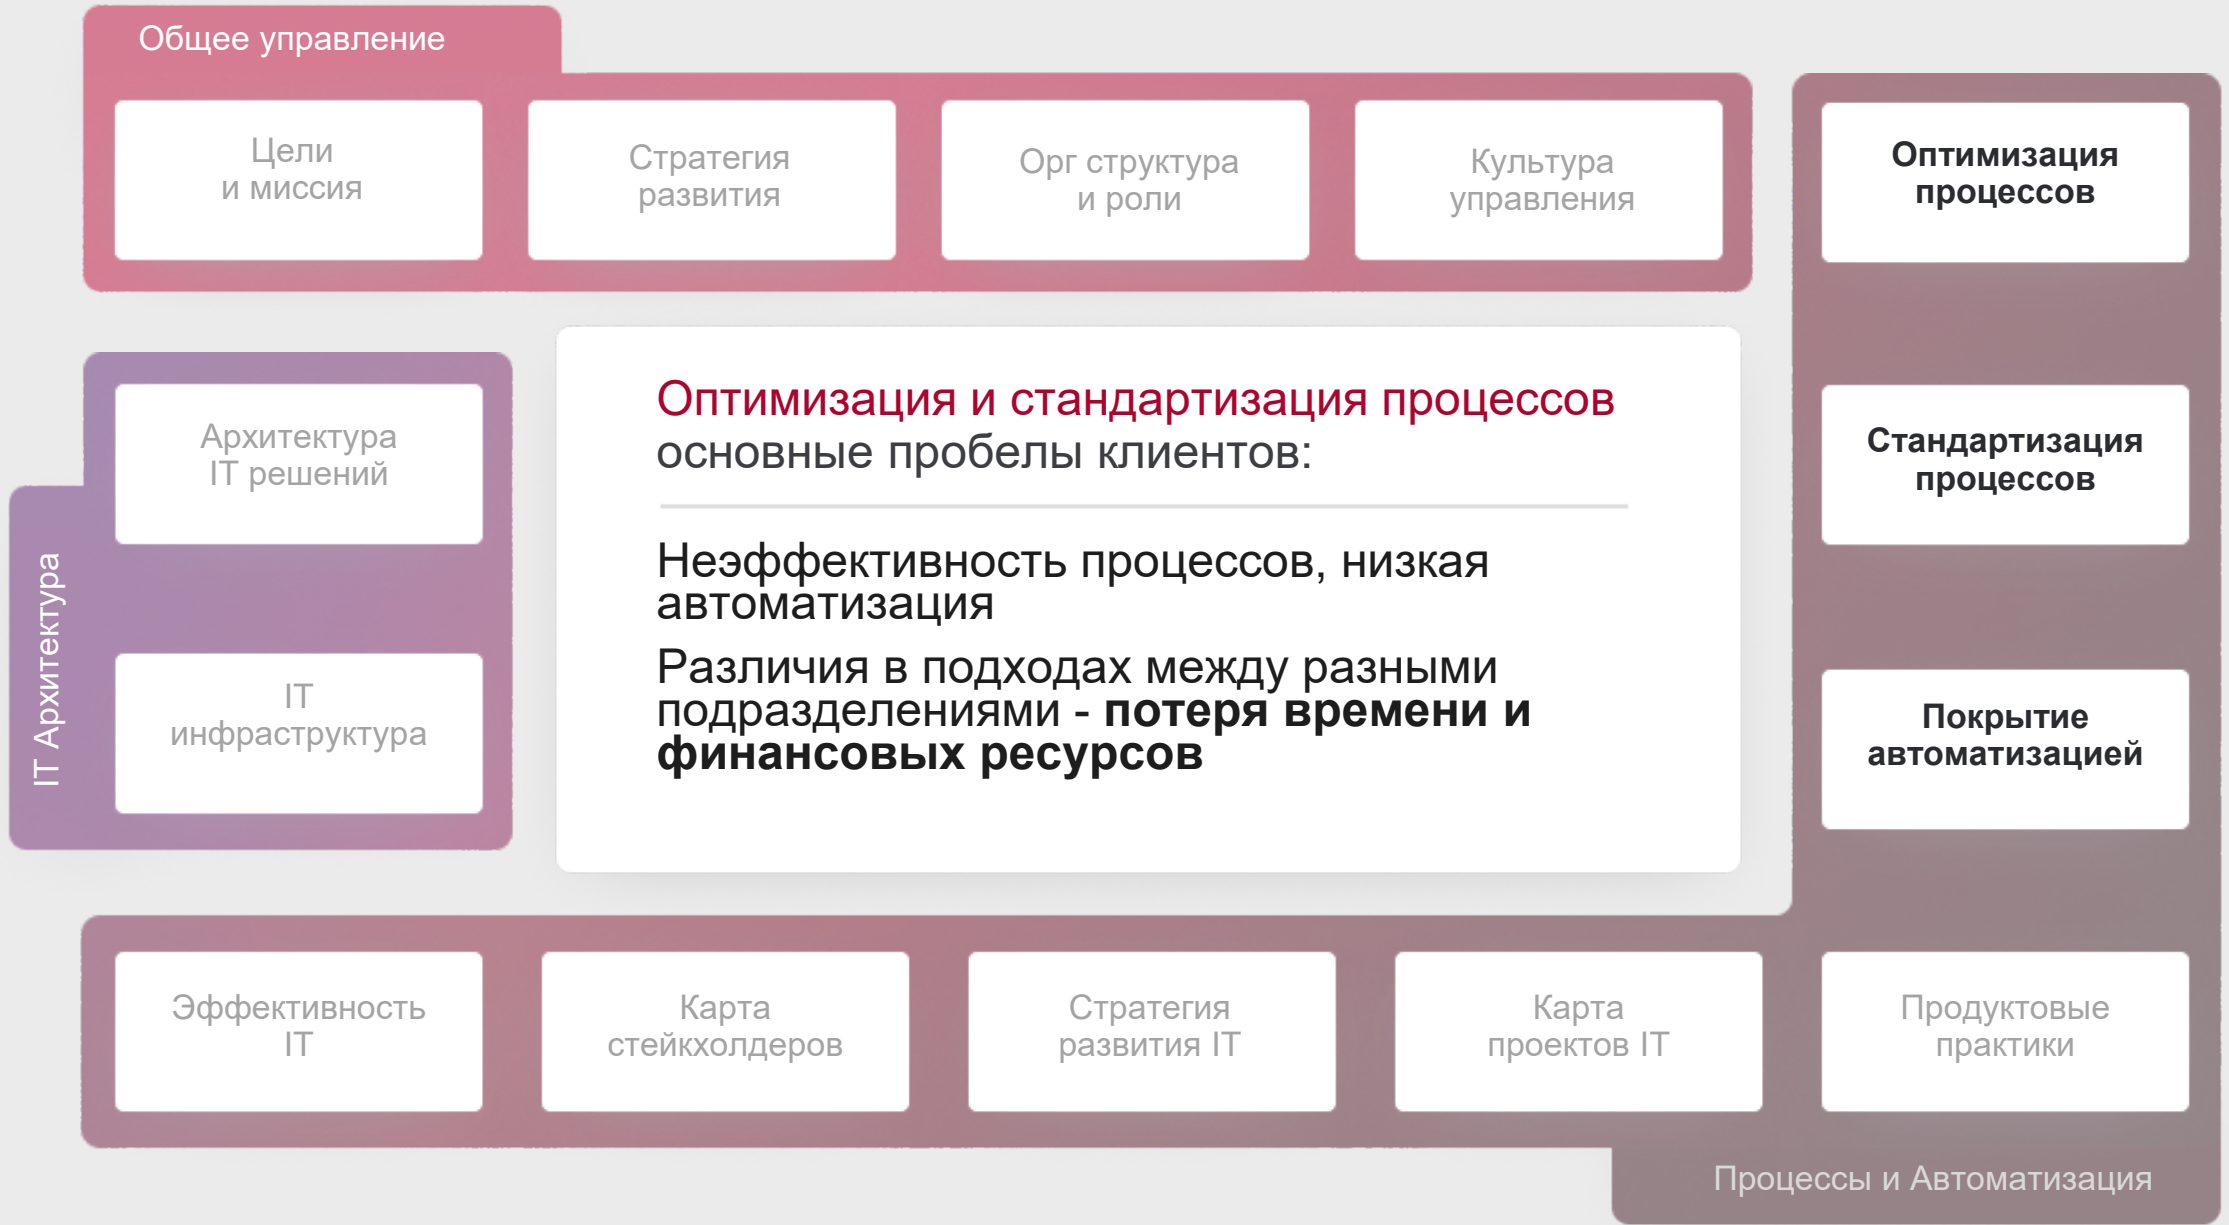 Общее управление
Цели
и миссия
Стратегия
развития
Орг структура
и роли
Культура
управления
Оптимизация
процессов
Архитектура
IT решений
IT
инфраструктура
IT Архитектура
Оптимизация и стандартизация процессов
основные пробелы клиентов:
Неэффективность процессов, низкая
автоматизация
Различия в подходах между разными
подразделениями - потеря времени и
финансовых ресурсов
Стандартизация
процессов
Покрытие
автоматизацией
Эффективность
IT
Карта
стейкхолдеров
Стратегия
развития IT
Карта
проектов IT
Продуктовые
практики
Процессы и Автоматизация